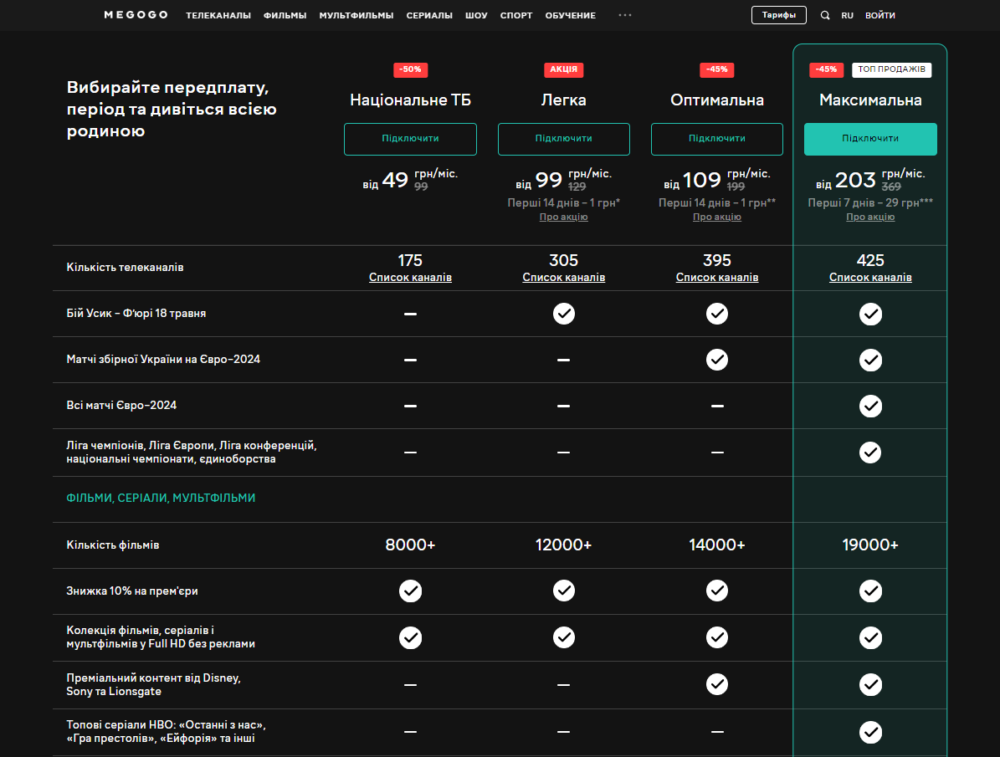 MEGOGO ТЕЛЕКАНАЛЫ ФИЛЬМЫ МУЛЬТФИЛЬМЫ СЕРИАЛЫ ШОУ СПОРТ ОБУЧЕНИЕ ··· Тарифы RU ВОЙТИ
Вибирайте передплату,
період та дивіться всією
родиною
-50%
Національне ТБ
Підключити
від 49 грн/міс.
99
АКЦІЯ
Легка
Підключити
від 99 грн/міс.
129
Перші 14 днів – 1 грн*
Про акцію
-45%
Оптимальна
Підключити
від 109 грн/міс.
199
Перші 14 днів – 1 грн**
Про акцію
-45% ТОП ПРОДАЖІВ
Максимальна
Підключити
від 203 грн/міс.
369
Перші 7 днів – 29 грн***
Про акцію
Кількість телеканалів
175 305 395 425
Список каналів Список каналів Список каналів Список каналів
Бій Усик – Ф'юрі 18 травня
Матчі збірної України на Євро–2024
Всі матчі Євро–2024
Ліга чемпіонів, Ліга Європи, Ліга конференцій,
національні чемпіонати, єдиноборства
ФІЛЬМИ, СЕРІАЛИ, МУЛЬТФІЛЬМИ
Кількість фільмів 8000+ 12000+ 14000+ 19000+
Знижка 10% на прем'єри
Колекція фільмів, серіалів і
мультфільмів у Full HD без реклами
Преміальний контент від Disney,
Sony та Lionsgate
Топові серіали HBO: «Останні з нас»,
«Гра престолів», «Ейфорія» та інші